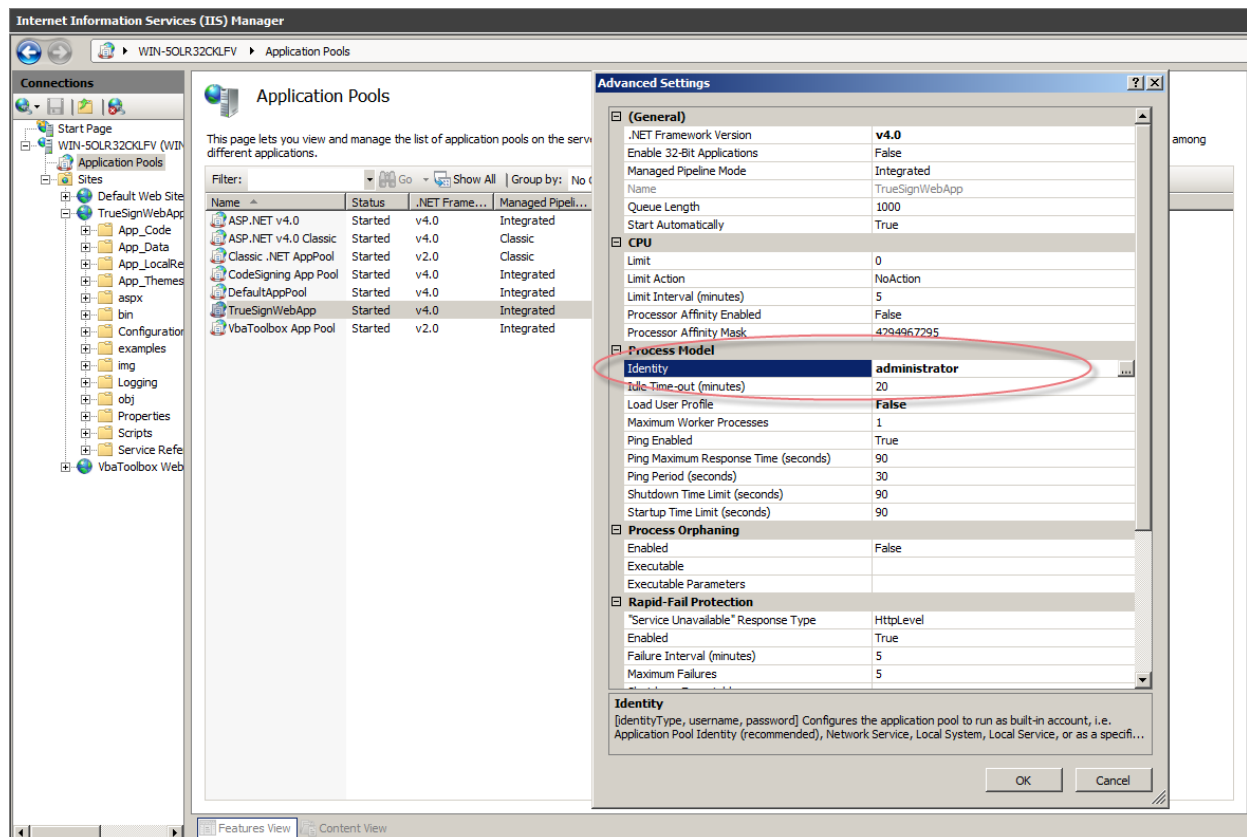 Internet Information Services (IIS) Manager
WIN-5OLR32CKLFV Application Pools
Connections
Start Page
WIN-5OLR32CKLFV (WIN
Application Pools
Sites
Default Web Site
TrueSignWebApp
App_Code
App_Data
App_LocalRe
App_Themes
aspx
bin
Configuration
examples
img
Logging
obj
Properties
Scripts
Service Refe
VbaToolbox Web
Application Pools
This page lets you view and manage the list of application pools on the serve among
different applications.
Filter: Go Show All Group by: No
Name Status .NET Frame... Managed Pipeli...
ASP.NET v4.0 Started v4.0 Integrated
ASP.NET v4.0 Classic Started v4.0 Classic
Classic .NET AppPool Started v2.0 Classic
CodeSigning App Pool Started v4.0 Integrated
DefaultAppPool Started v4.0 Integrated
TrueSignWebApp Started v4.0 Integrated
VbaToolbox App Pool Started v2.0 Integrated
Features View Content View
Advanced Settings
(General)
.NET Framework Version v4.0
Enable 32-Bit Applications False
Managed Pipeline Mode Integrated
Name TrueSignWebApp
Queue Length 1000
Start Automatically True
CPU
Limit 0
Limit Action NoAction
Limit Interval (minutes) 5
Processor Affinity Enabled False
Processor Affinity Mask 4294967295
Process Model
Identity administrator ...
Idle Time-out (minutes) 20
Load User Profile False
Maximum Worker Processes 1
Ping Enabled True
Ping Maximum Response Time (seconds) 90
Ping Period (seconds) 30
Shutdown Time Limit (seconds) 90
Startup Time Limit (seconds) 90
Process Orphaning
Enabled False
Executable
Executable Parameters
Rapid-Fail Protection
"Service Unavailable" Response Type HttpLevel
Enabled True
Failure Interval (minutes) 5
Maximum Failures 5
Identity
[identityType, username, password] Configures the application pool to run as built-in account, i.e.
Application Pool Identity (recommended), Network Service, Local System, Local Service, or as a specifi...
OK Cancel